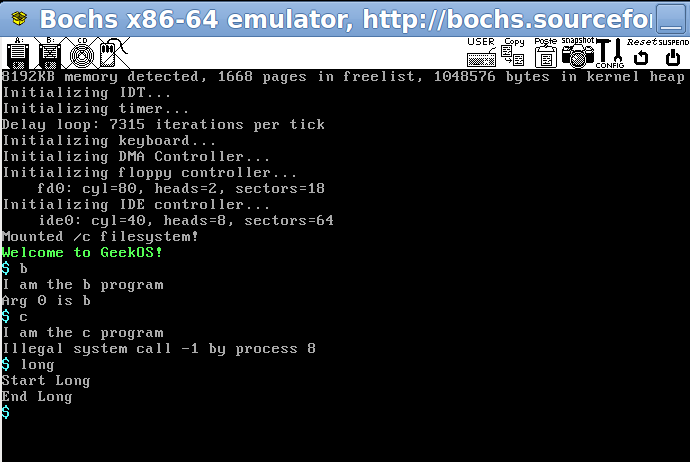 Bochs x86-64 emulator, http://bochs.sourcefo
A: B: CD USER Copy Paste snapshot CONFIG Reset SUSPEND
8192KB memory detected, 1668 pages in freelist, 1048576 bytes in kernel heap
Initializing IDT...
Initializing timer...
Delay loop: 7315 iterations per tick
Initializing keyboard...
Initializing DMA Controller...
Initializing floppy controller...
    fd0: cyl=80, heads=2, sectors=18
Initializing IDE controller...
    ide0: cyl=40, heads=8, sectors=64
Mounted /c filesystem!
Welcome to GeekOS!
$ b
I am the b program
Arg 0 is b
$ c
I am the c program
Illegal system call -1 by process 8
$ long
Start Long
End Long
$